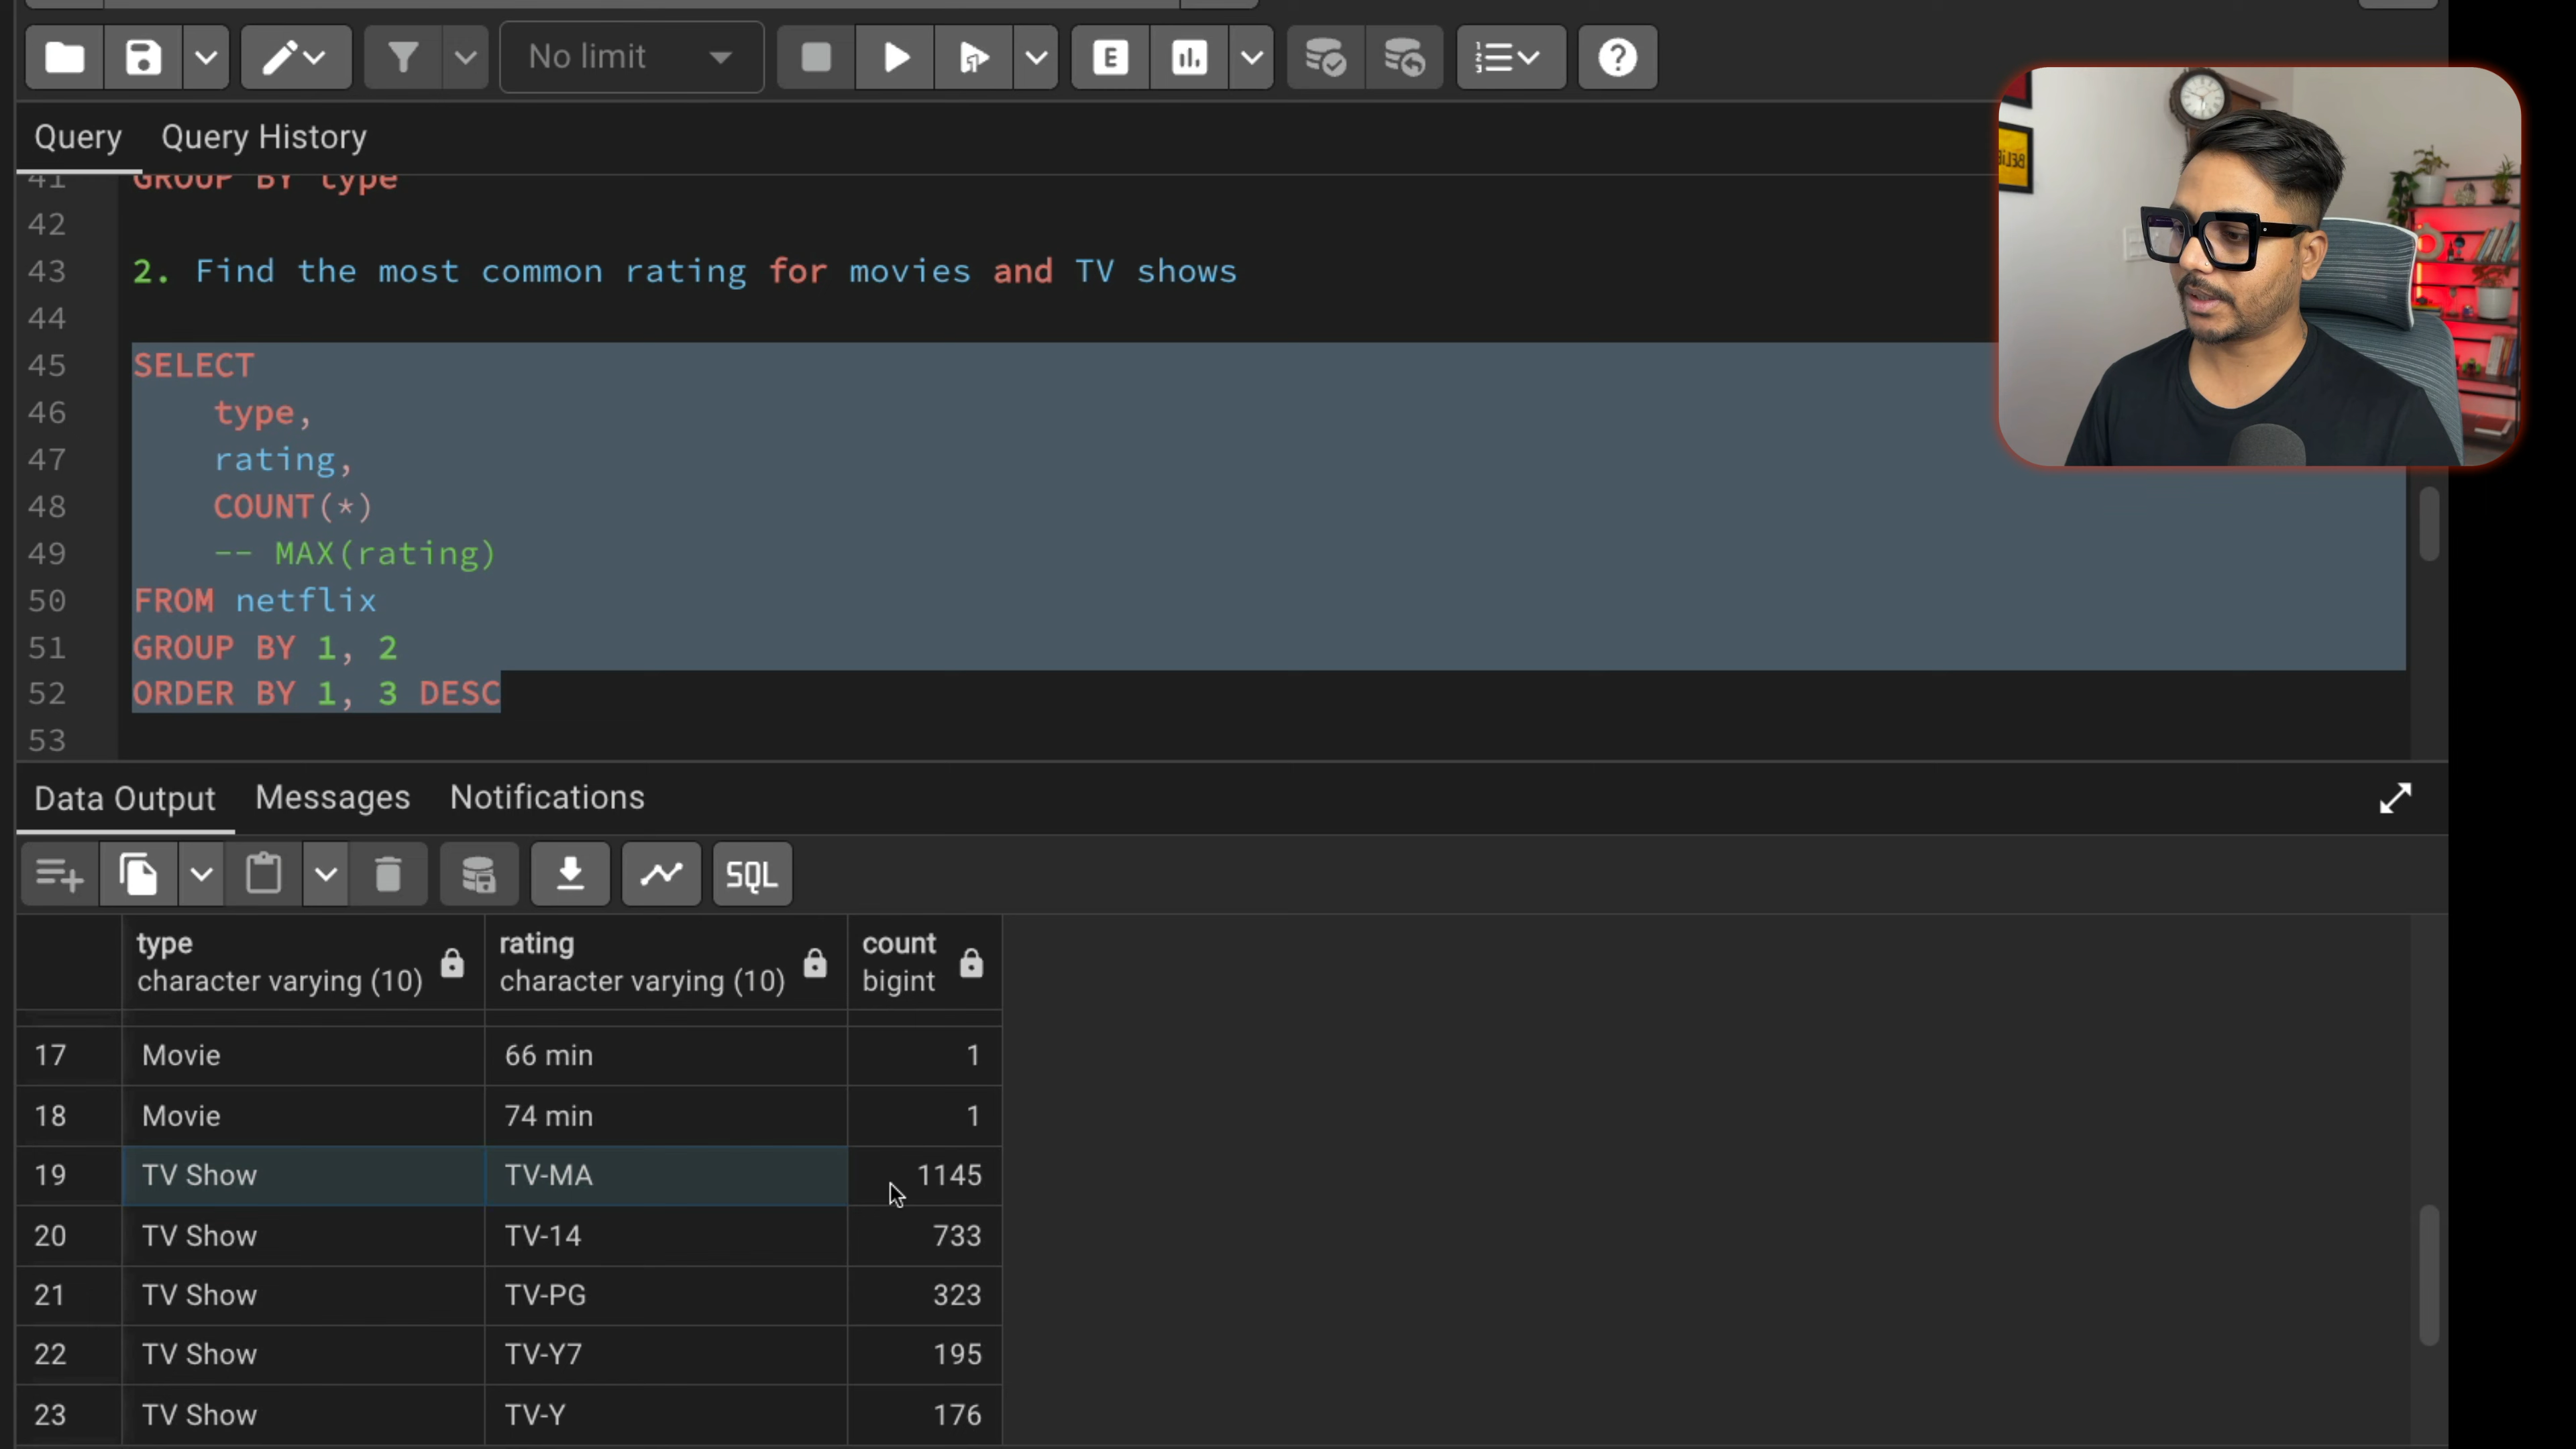 No limit
E
Query Query History
41 GROUP BY type
42
43 2. Find the most common rating for movies and TV shows
44
45 SELECT
46 type,
47 rating,
48 COUNT(*)
49 -- MAX(rating)
50 FROM netflix
51 GROUP BY 1, 2
52 ORDER BY 1, 3 DESC
53
Data Output Messages Notifications
SQL
type rating count
character varying (10) character varying (10) bigint
17 Movie 66 min 1
18 Movie 74 min 1
19 TV Show TV-MA 1145
20 TV Show TV-14 733
21 TV Show TV-PG 323
22 TV Show TV-Y7 195
23 TV Show TV-Y 176